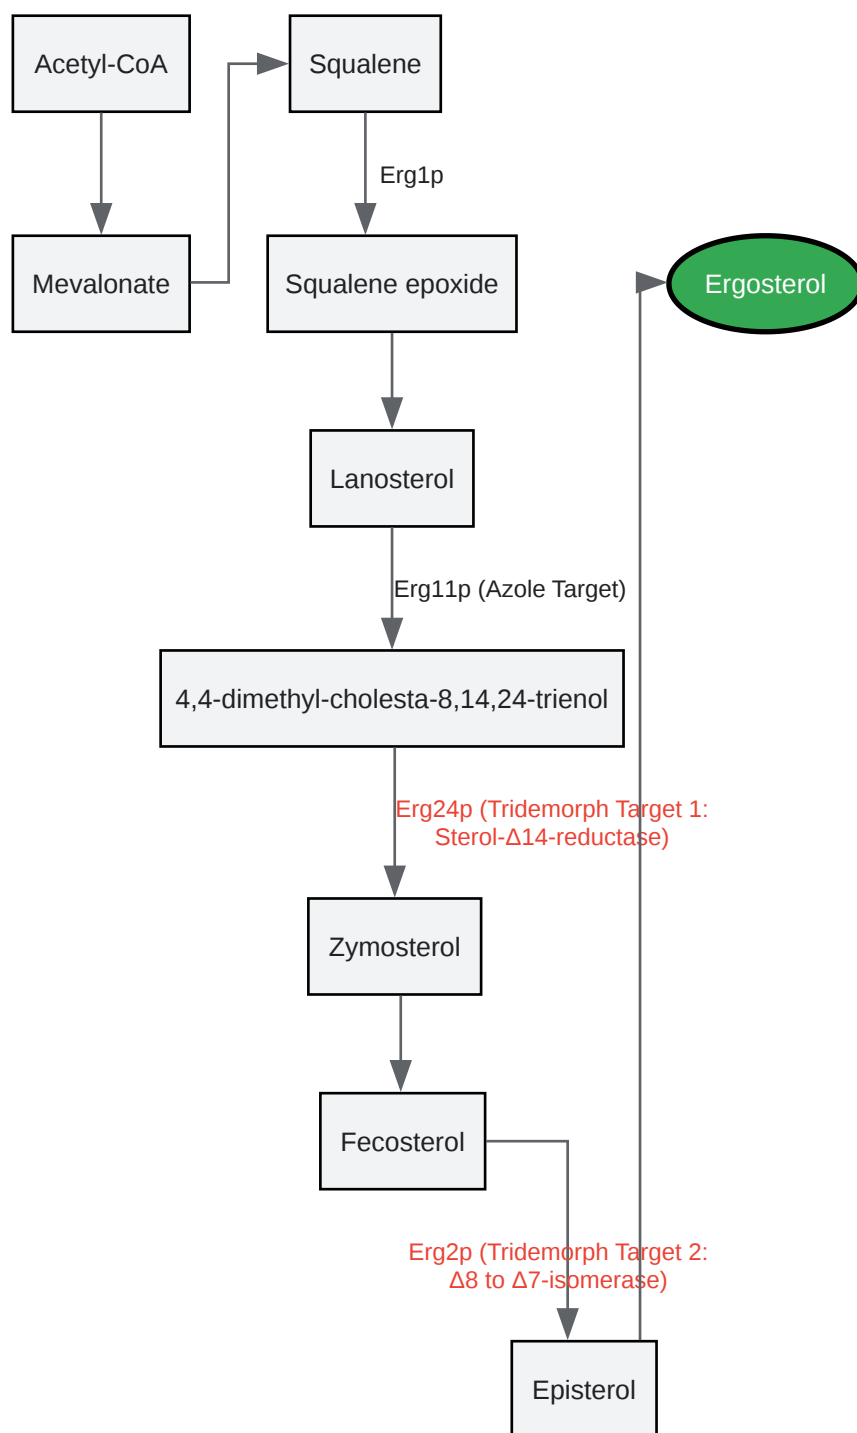 Acetyl-CoA
Squalene
Erg1p
Mevalonate
Squalene epoxide
Ergosterol
Lanosterol
Erg11p (Azole Target)
4,4-dimethyl-cholesta-8,14,24-trienol
Erg24p (Tridemorph Target 1:
Sterol-Δ14-reductase)
Zymosterol
Fecosterol
Erg2p (Tridemorph Target 2:
Δ8 to Δ7-isomerase)
Episterol